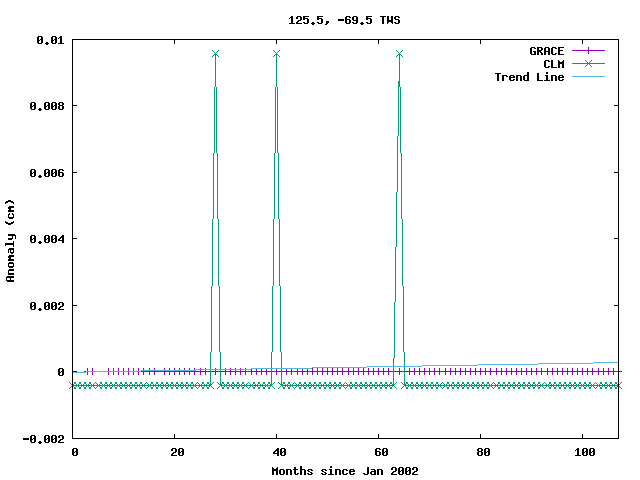 125.5, -69.5 TWS
GRACE
CLM
Trend Line
0.01
0.008
0.006
0.004
0.002
0
-0.002
Anomaly (cm)
0 20 40 60 80 100
Months since Jan 2002